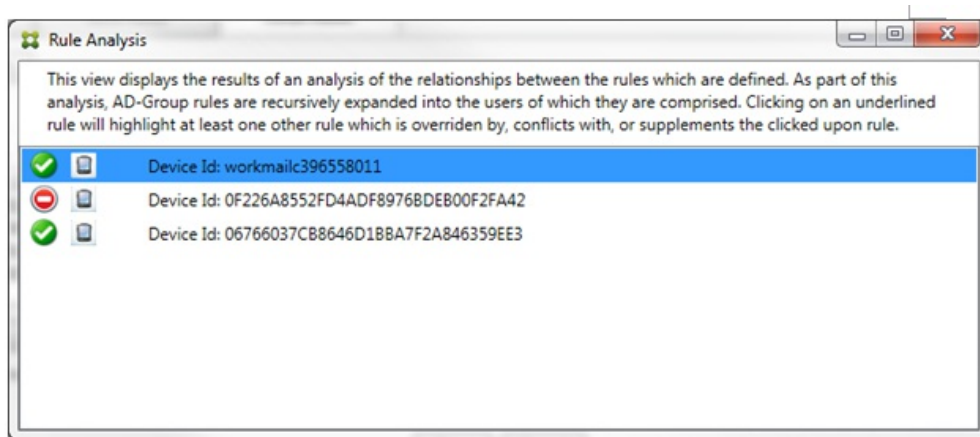 Rule Analysis
This view displays the results of an analysis of the relationships between the rules which are defined. As part of this
analysis, AD-Group rules are recursively expanded into the users of which they are comprised. Clicking on an underlined
rule will highlight at least one other rule which is overriden by, conflicts with, or supplements the clicked upon rule.
Device Id: workmailc396558011
Device Id: 0F226A8552FD4ADF8976BDEB00F2FA42
Device Id: 06766037CB8646D1BBA7F2A846359EE3